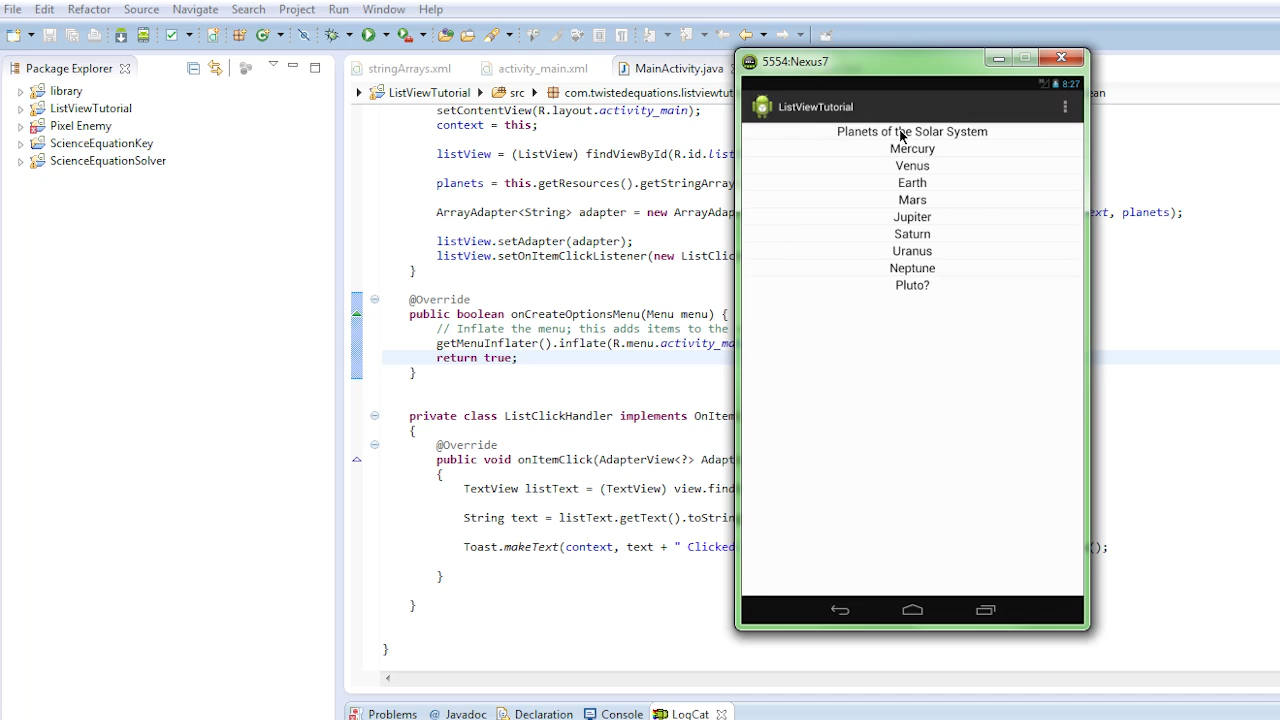 File Edit Refactor Source Navigate Search Project Run Window Help
Package Explorer
library
ListViewTutorial
Pixel Enemy
ScienceEquationKey
ScienceEquationSolver
stringArrays.xml activity_main.xml MainActivity.java
ListViewTutorial src com.twistedequations.listviewtut
setContentView(R.layout.activity_main);
context = this;
listView = (ListView) findViewById(R.id.list
planets = this.getResources().getStringArray
ArrayAdapter<String> adapter = new ArrayAdap ext, planets);
listView.setAdapter(adapter);
listView.setOnItemClickListener(new ListClic
}
@Override
public boolean onCreateOptionsMenu(Menu menu) {
// Inflate the menu; this adds items to the
getMenuInflater().inflate(R.menu.activity_ma
return true;
}
private class ListClickHandler implements OnItem
{
@Override
public void onItemClick(AdapterView<?> Adapt
{
TextView listText = (TextView) view.find
String text = listText.getText().toStrin
Toast.makeText(context, text + " Clicked ();
}
}
}
5554:Nexus7
8:27
ListViewTutorial
Planets of the Solar System
Mercury
Venus
Earth
Mars
Jupiter
Saturn
Uranus
Neptune
Pluto?
Problems @ Javadoc Declaration Console LogCat